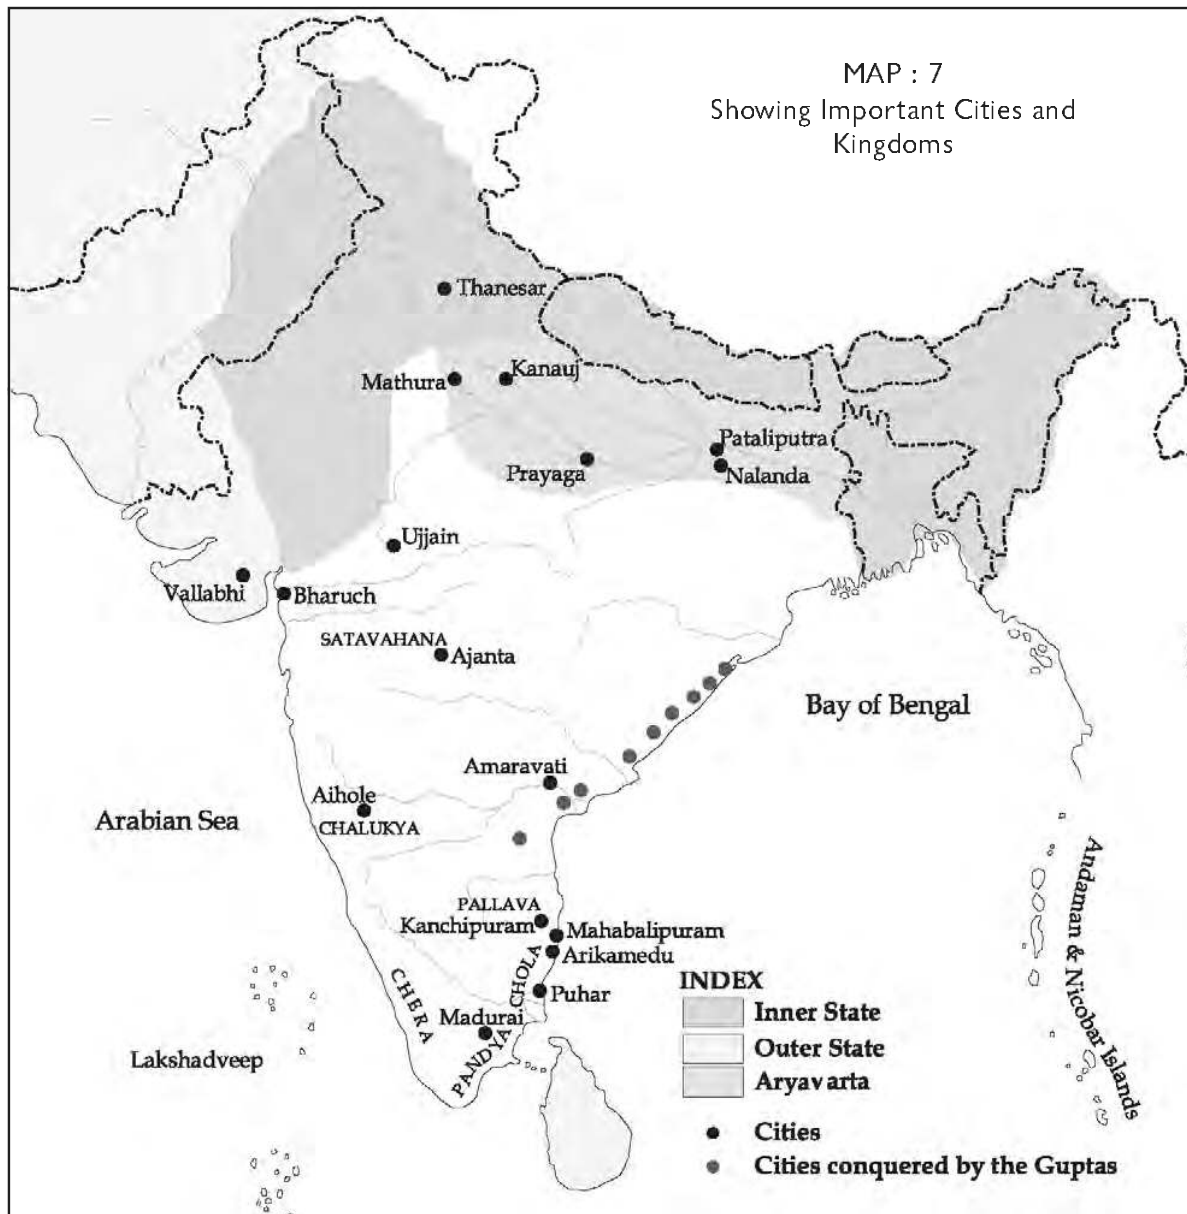 MAP : 7
Showing Important Cities and
Kingdoms
Thanesar
Mathura
Kanauj
Pataliputra
Prayaga
Nalanda
Ujjain
Vallabhi
Bharuch
SATAVAHANA
Ajanta
Bay of Bengal
Amaravati
Aihole
Arabian Sea
CHALUKYA
PALLAVA
Kanchipuram
Mahabalipuram
Arikamedu
CHOLA
CHERA
Puhar
Madurai
PANDYA
Lakshadveep
Andaman & Nicobar Islands
INDEX
Inner State
Outer State
Aryavarta
Cities
Cities conquered by the Guptas